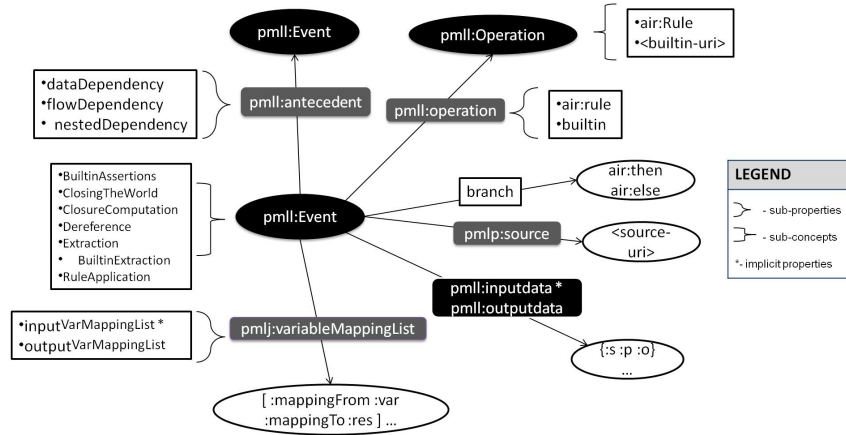 pmll:Event
pmll:Operation
•air:Rule
•<builtin-uri>
•dataDependency
•flowDependency
• nestedDependency
pmll:antecedent
pmll:operation
•air:rule
•builtin
•BuiltinAssertions
•ClosingTheWorld
•ClosureComputation
•Dereference
•Extraction
• BuiltinExtraction
•RuleApplication
pmll:Event
branch
air:then
air:else
pmlp:source
<source-
uri>
LEGEND
- sub-properties
- sub-concepts
*- implicit properties
pmll:inputdata *
pmll:outputdata
•inputVarMappingList *
•outputVarMappingList
pmlj:variableMappingList
{:s :p :o}
...
[ :mappingFrom :var
:mappingTo :res ] ...